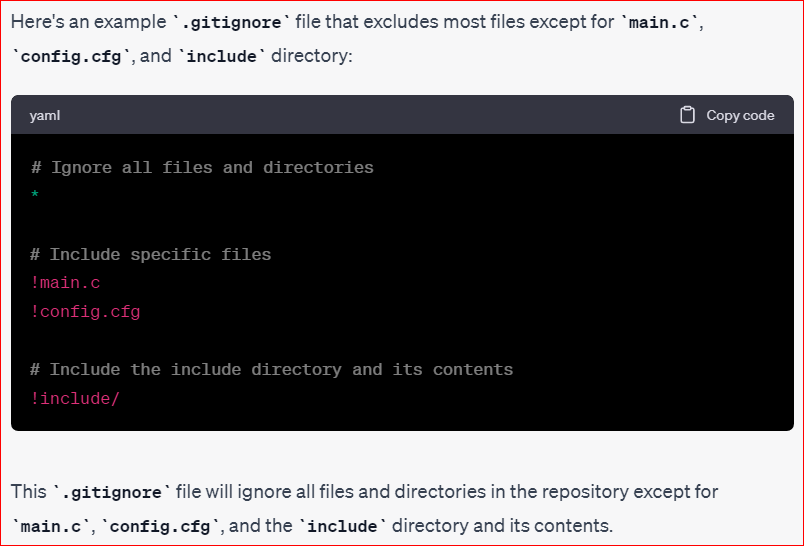 Here's an example `.gitignore` file that excludes most files except for `main.c`,
`config.cfg`, and `include` directory:
yaml
Copy code
# Ignore all files and directories
*
# Include specific files
!main.c
!config.cfg
# Include the include directory and its contents
!include/
This `.gitignore` file will ignore all files and directories in the repository except for
`main.c`, `config.cfg`, and the `include` directory and its contents.